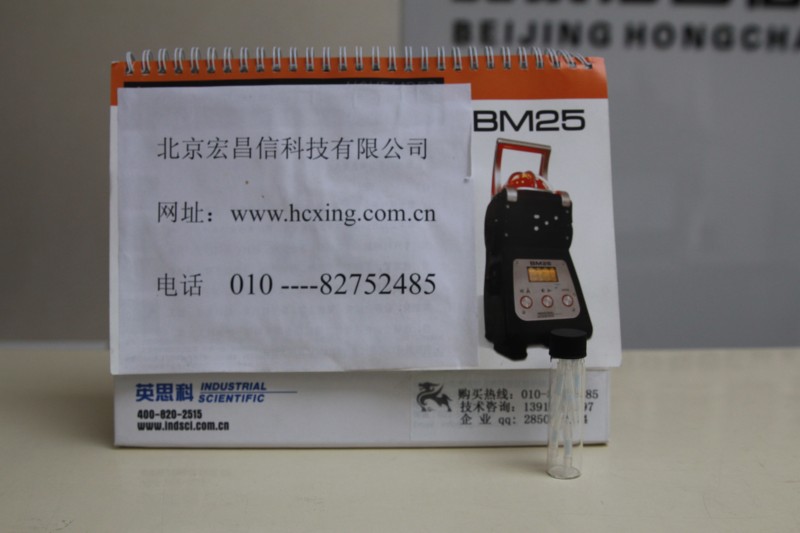 BEIJING HONGCHA
BM25
北京宏昌信科技有限公司
网址：www.hcxing.com.cn
电话 010 ----82752485
BM25
英思科 INDUSTRIAL SCIENTIFIC
400-820-2515
www.indsci.com.cn
购买热线：010-
技术咨询：
企业 qq：